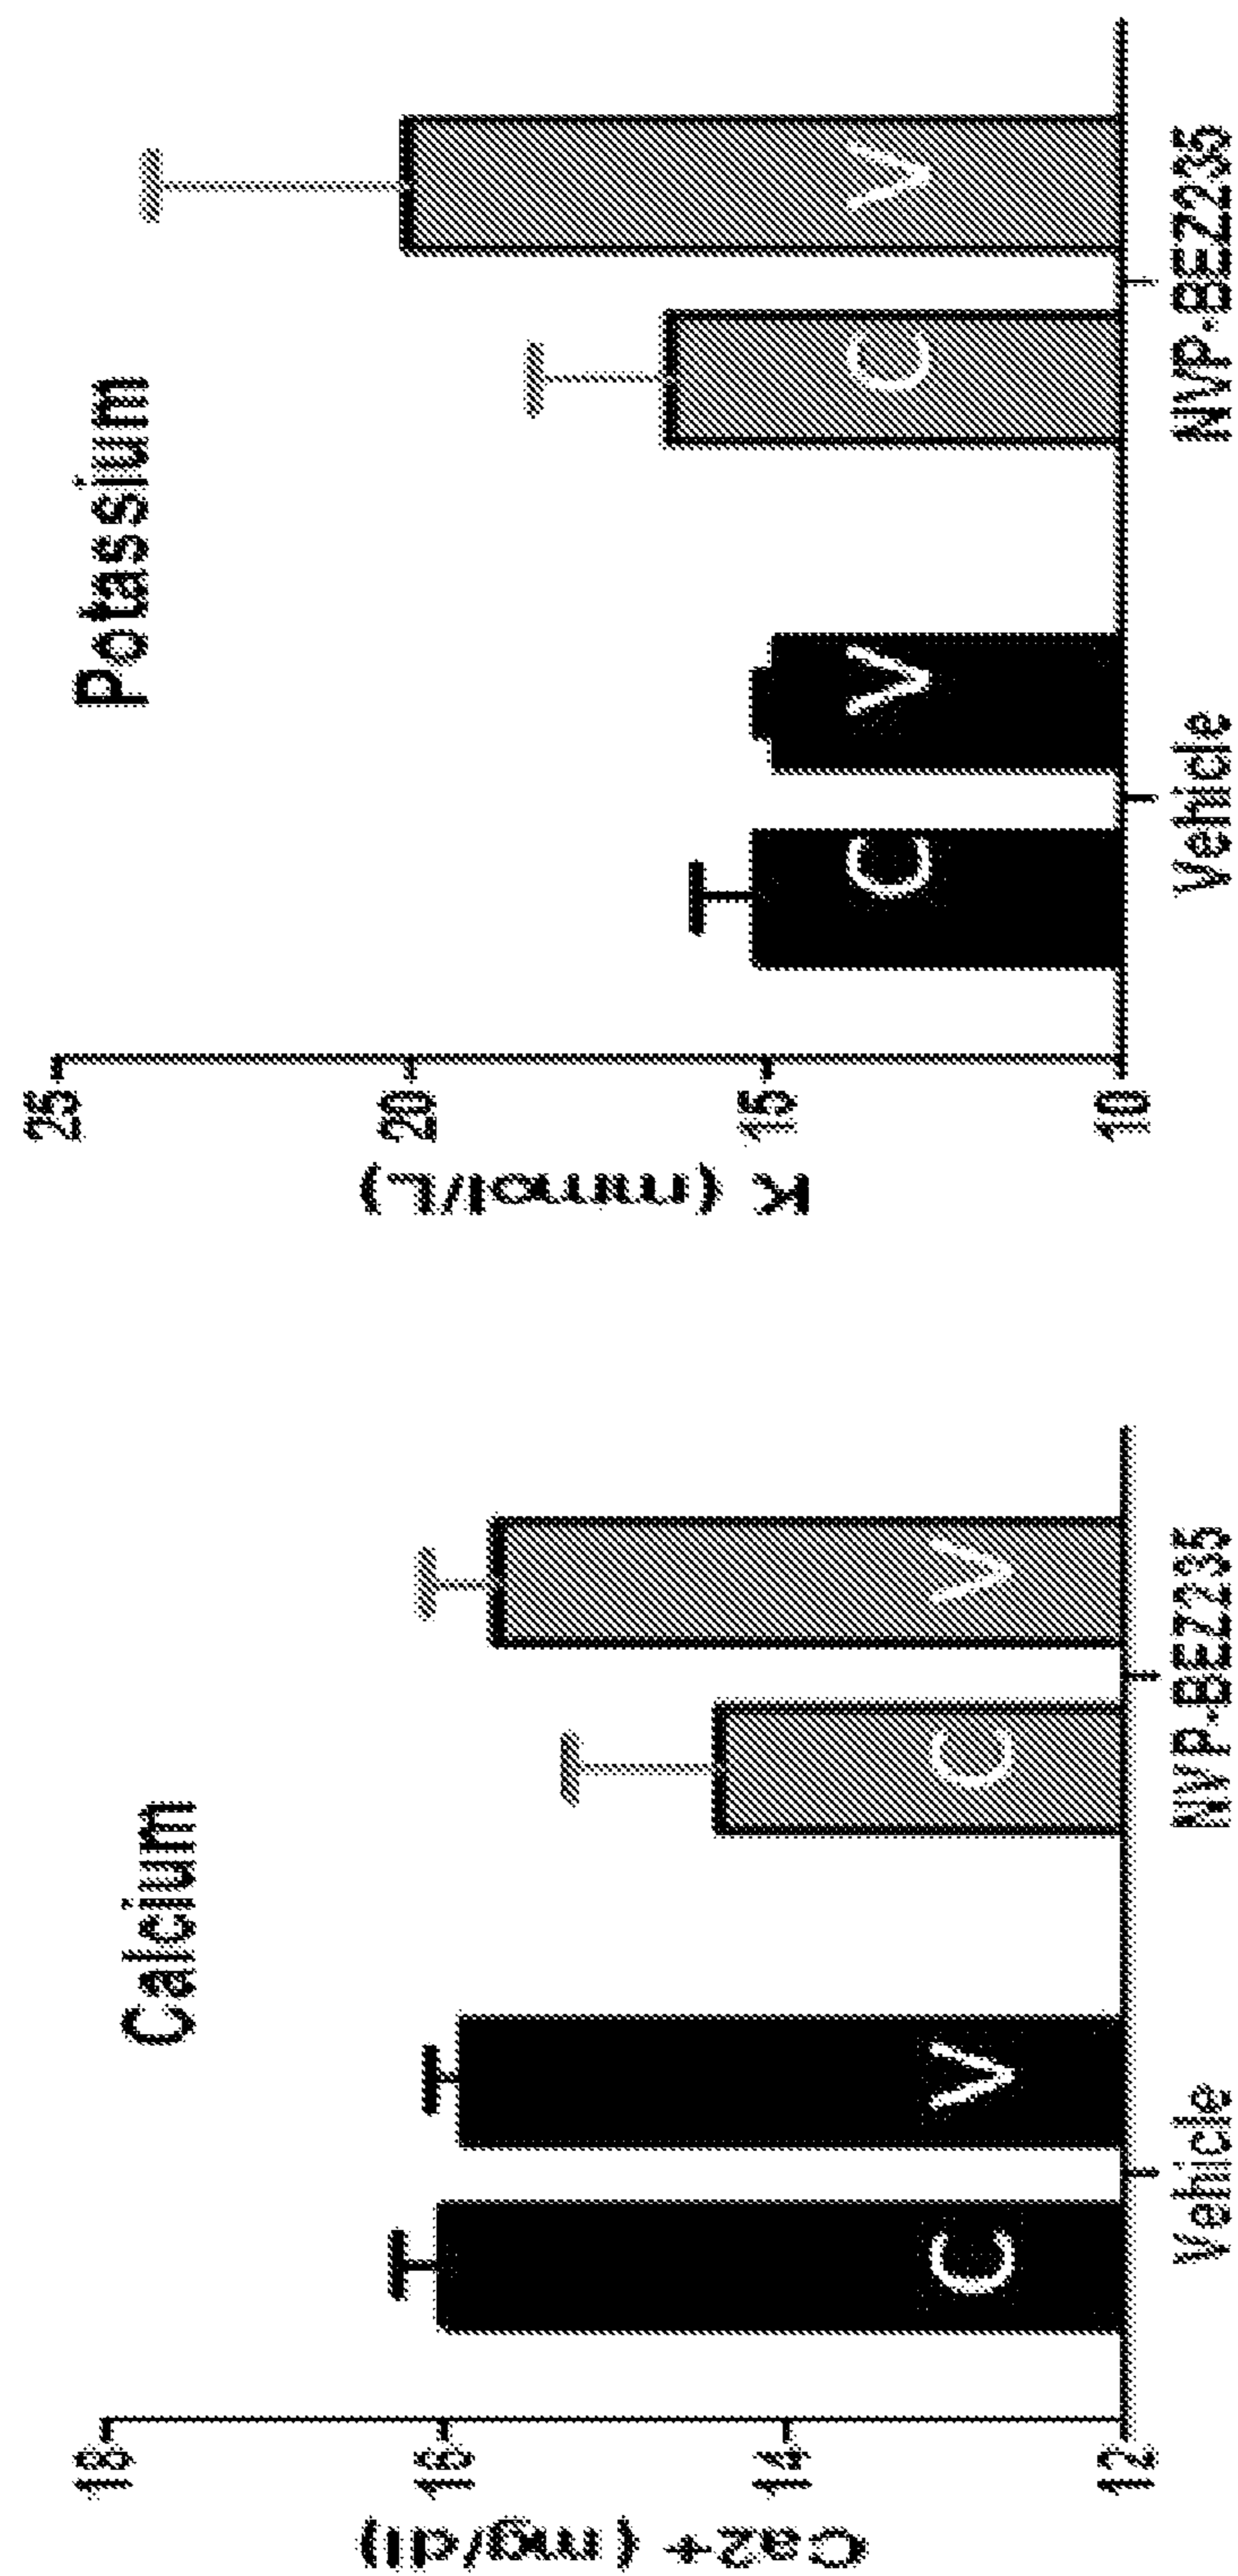 Calcium
Ca2+ (mg/dl)
18
16
14
12
C
V
C
V
Vehicle
NVP-BEZ235
Potassium
K (mmol/L)
25
20
15
10
C
V
C
V
Vehicle
NVP-BEZ235